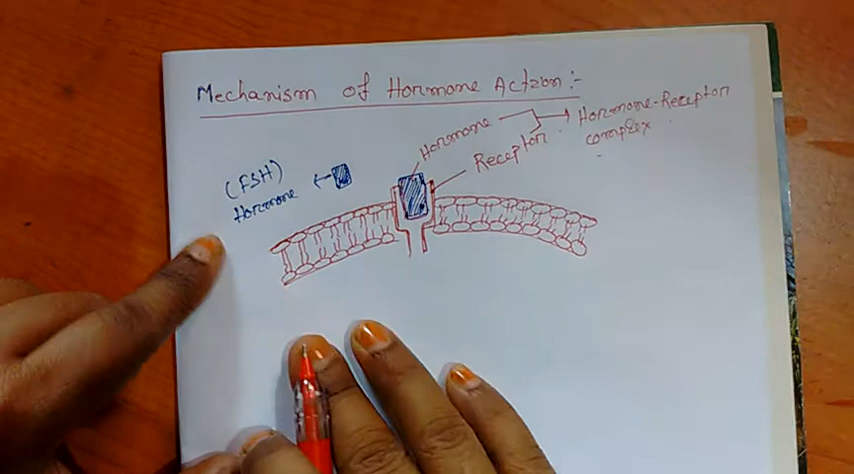 Mechanism of Hormone Action:-
Hormone
Hormone-Receptor
complex
Receptor
(FSH)
Hormone